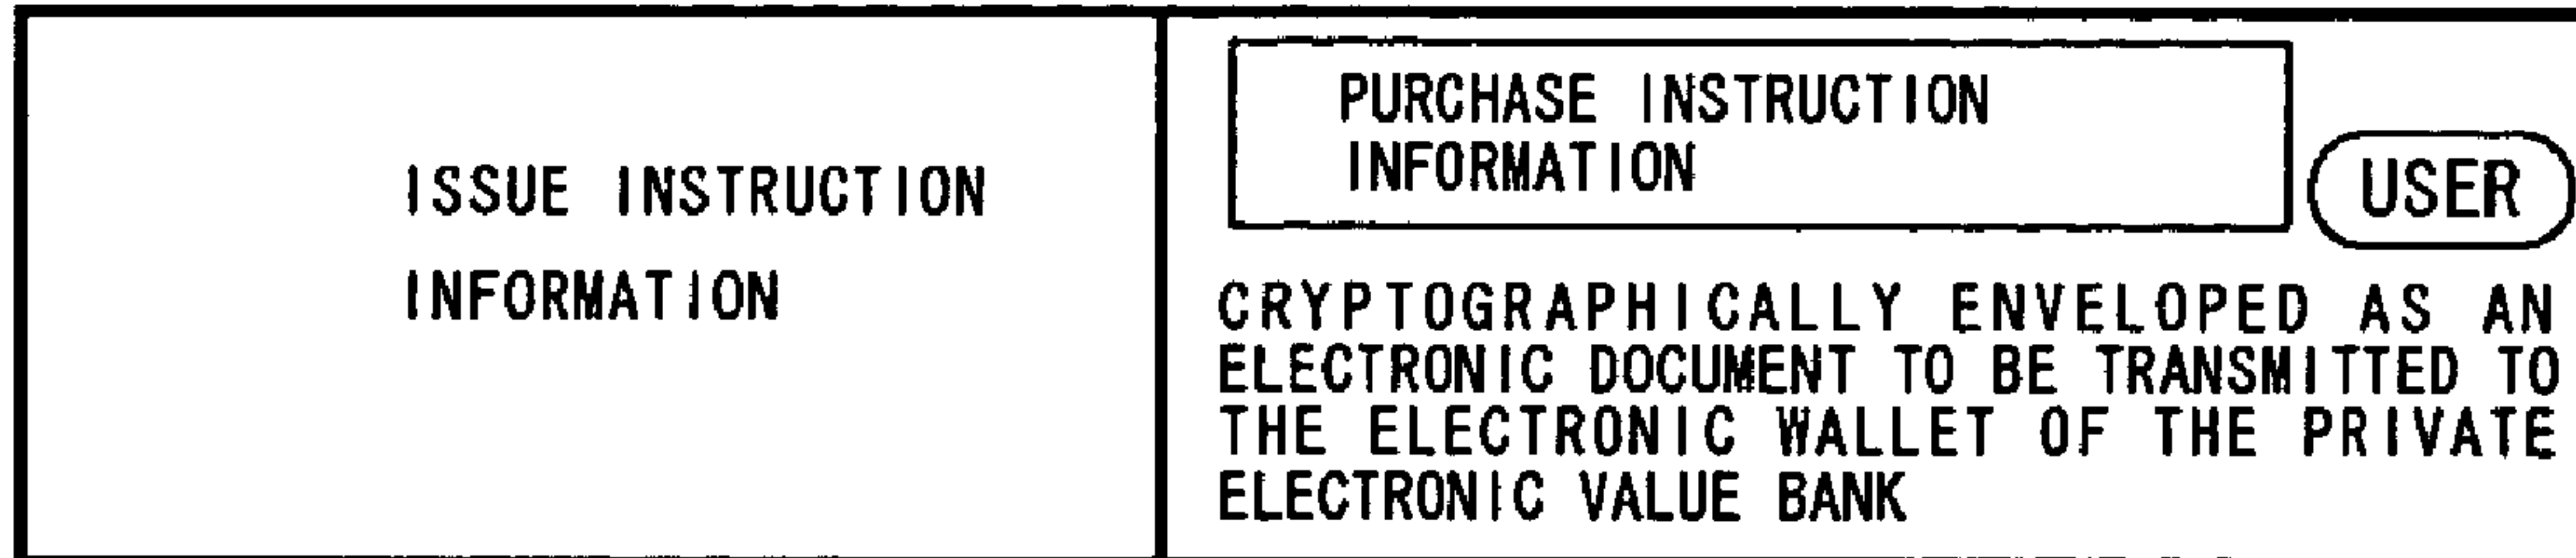 ISSUE INSTRUCTION
INFORMATION
PURCHASE INSTRUCTION
INFORMATION
USER
CRYPTOGRAPHICALLY ENVELOPED AS AN
ELECTRONIC DOCUMENT TO BE TRANSMITTED TO
THE ELECTRONIC WALLET OF THE PRIVATE
ELECTRONIC VALUE BANK